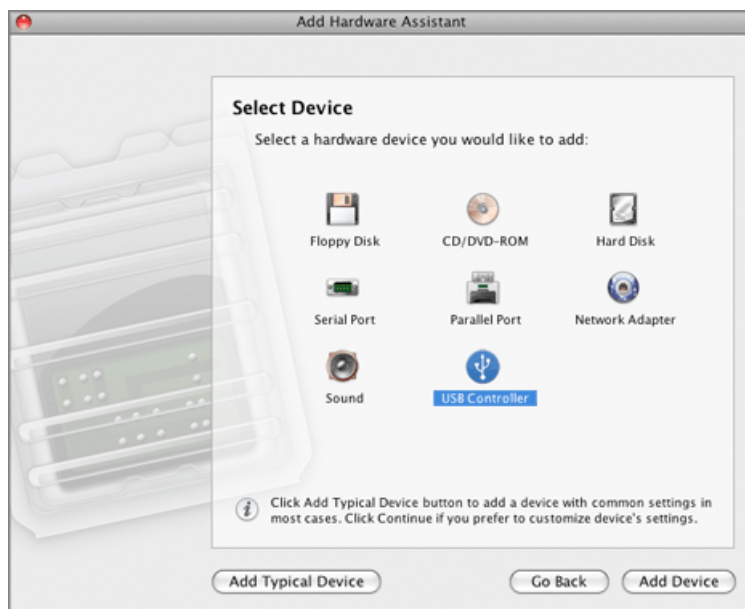 Add Hardware Assistant
Select Device
Select a hardware device you would like to add:
Floppy Disk
CD/DVD-ROM
Hard Disk
Serial Port
Parallel Port
Network Adapter
Sound
USB Controller
Click Add Typical Device button to add a device with common settings in
most cases. Click Continue if you prefer to customize device's settings.
Add Typical Device
Go Back
Add Device